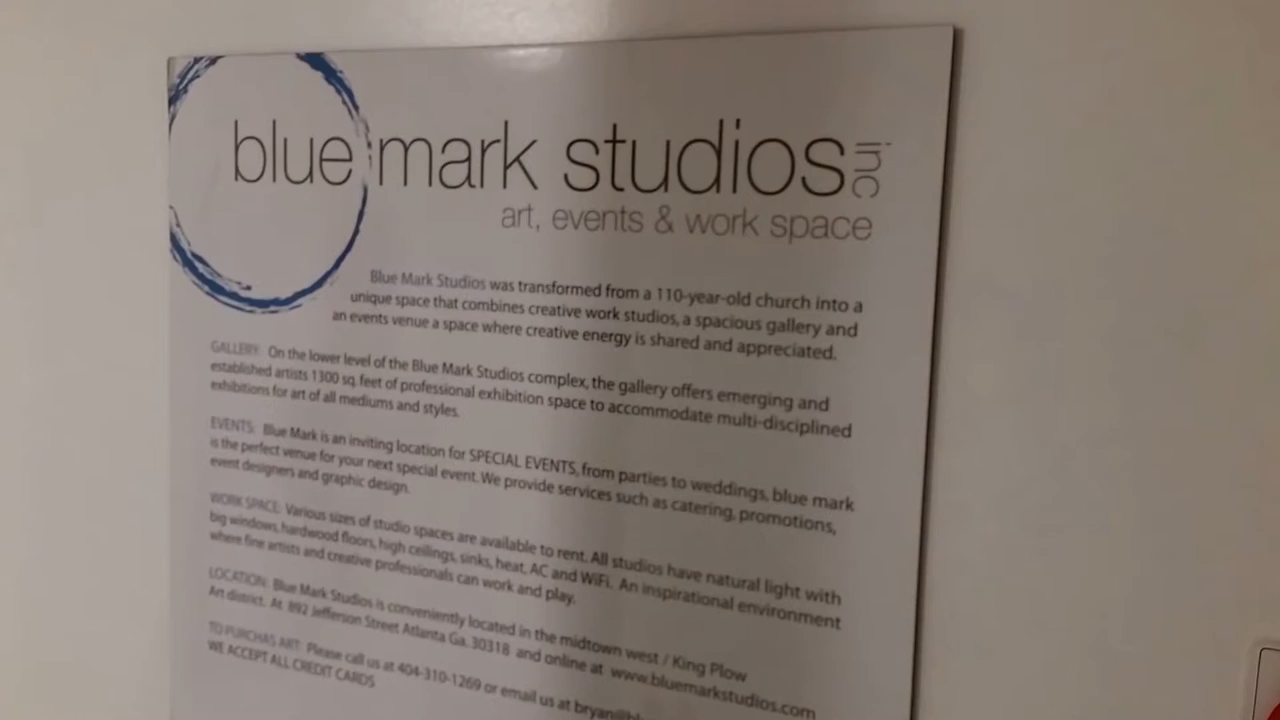 blue mark studios inc
art, events & work space
Blue Mark Studios was transformed from a 110-year-old church into a
unique space that combines creative work studios, a spacious gallery and
an events venue a space where creative energy is shared and appreciated.
GALLERY: On the lower level of the Blue Mark Studios complex, the gallery offers emerging and
established artists 1300 sq. feet of professional exhibition space to accommodate multi-disciplined
exhibitions for art of all mediums and styles.
EVENTS: Blue Mark is an inviting location for SPECIAL EVENTS, from parties to weddings, blue mark
is the perfect venue for your next special event. We provide services such as catering, promotions,
event designers and graphic design.
WORK SPACE: Various sizes of studio spaces are available to rent. All studios have natural light with
big windows, hardwood floors, high ceilings, sinks, heat, AC and WiFi. An inspirational environment
where fine artists and creative professionals can work and play.
LOCATION: Blue Mark Studios is conveniently located in the midtown west / King Plow
Art district. At 892 Jefferson Street Atlanta Ga. 30318 and online at www.bluemarkstudios.com
TO PURCHAS ART: Please call us at 404-310-1269 or email us at
WE ACCEPT ALL CREDIT CARDS